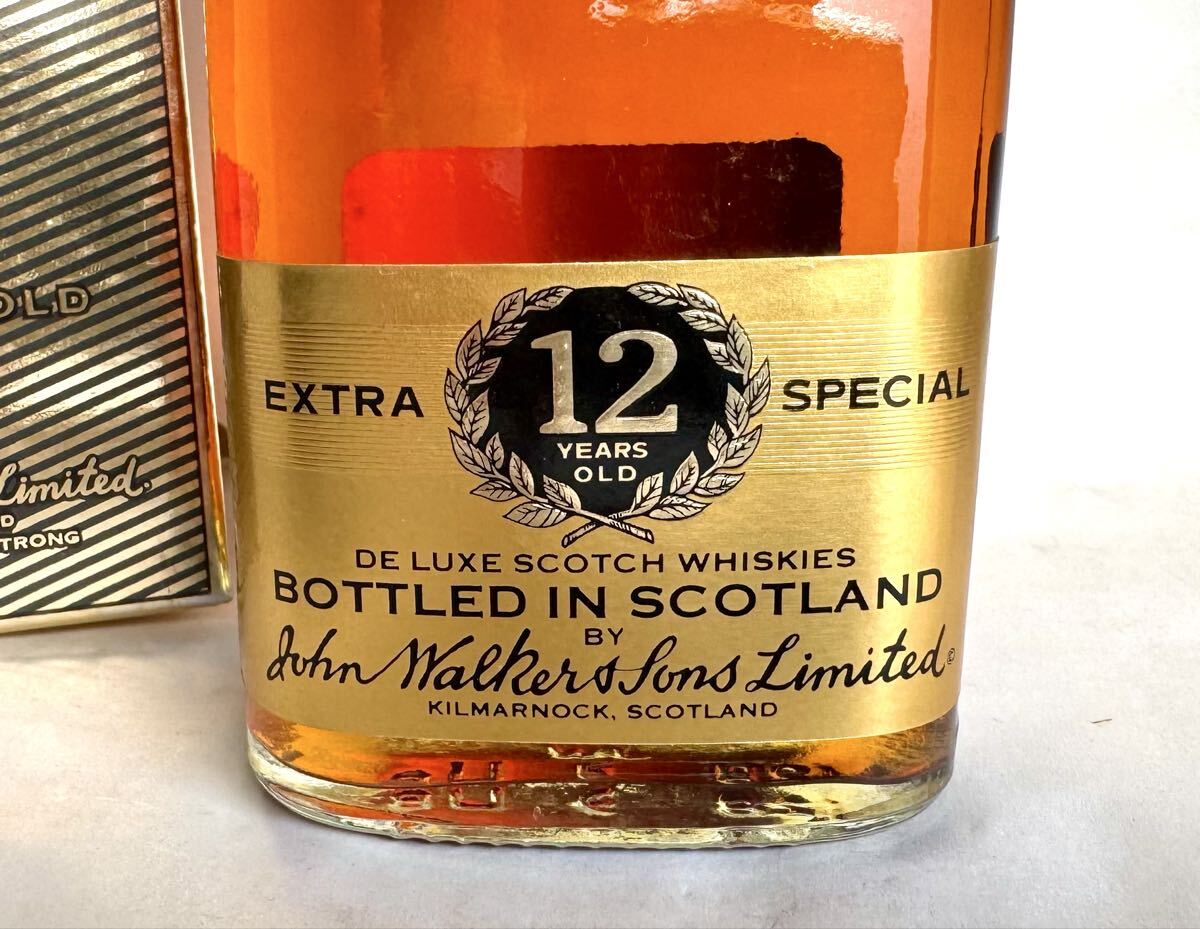 OLD
Limited.
D
TRONG
EXTRA 12 SPECIAL
YEARS
OLD
DE LUXE SCOTCH WHISKIES
BOTTLED IN SCOTLAND
BY
John Walker & Sons Limited ©
KILMARNOCK, SCOTLAND